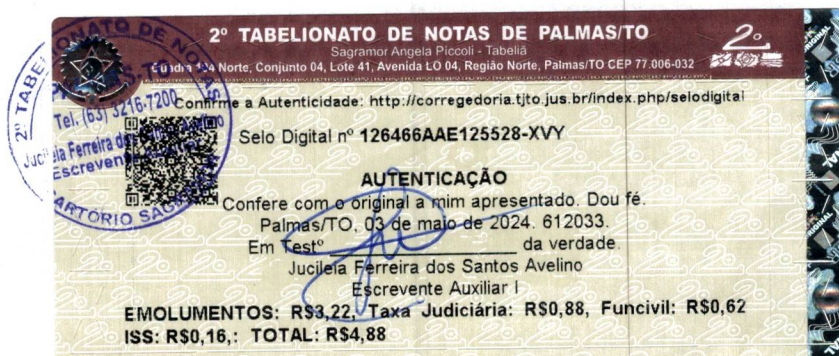 2º TABELIONATO DE NOTAS DE PALMAS/TO
Sagramor Angela Piccoli - Tabeliã
Quadra 104 Norte, Conjunto 04, Lote 41, Avenida LO 04, Região Norte, Palmas/TO CEP 77.006-032
2º
Confirme a Autenticidade: http://corregedoria.tjto.jus.br/index.php/selodigital
Selo Digital nº 126466AAE125528-XVY
AUTENTICAÇÃO
Confere com o original a mim apresentado. Dou fé.
Palmas/TO, 03 de maio de 2024. 612033.
Em Testº ______________ da verdade.
Jucileia Ferreira dos Santos Avelino
Escrevente Auxiliar I
EMOLUMENTOS: R$3,22, Taxa Judiciária: R$0,88, Funcivil: R$0,62
ISS: R$0,16,: TOTAL: R$4,88
Tel. (63) 3216-7200